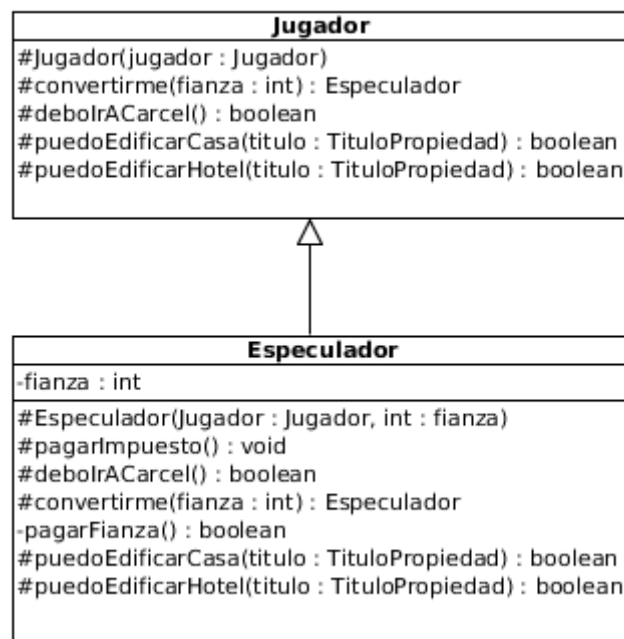 Jugador
#Jugador(jugador : Jugador)
#convertirme(fianza : int) : Especulador
#deboIrACarcel() : boolean
#puedoEdificarCasa(titulo : TituloPropiedad) : boolean
#puedoEdificarHotel(titulo : TituloPropiedad) : boolean
Especulador
-fianza : int
#Especulador(Jugador : Jugador, int : fianza)
#pagarImpuesto() : void
#deboIrACarcel() : boolean
#convertirme(fianza : int) : Especulador
-pagarFianza() : boolean
#puedoEdificarCasa(titulo : TituloPropiedad) : boolean
#puedoEdificarHotel(titulo : TituloPropiedad) : boolean